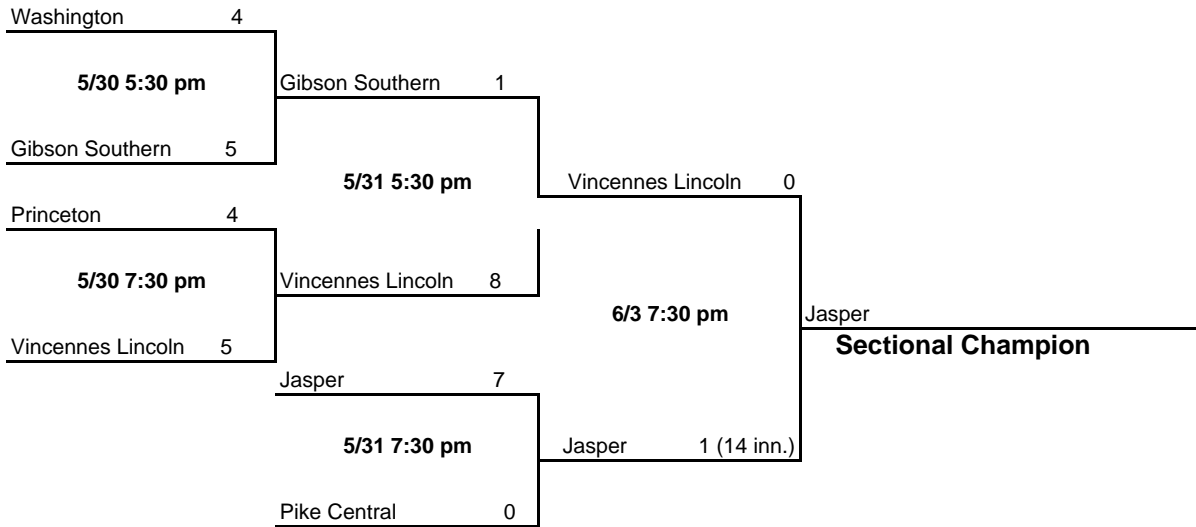 Washington 4
5/30 5:30 pm
Gibson Southern 1
Gibson Southern 5
5/31 5:30 pm
Vincennes Lincoln 0
Princeton 4
5/30 7:30 pm
Vincennes Lincoln 8
6/3 7:30 pm
Jasper
Vincennes Lincoln 5
Sectional Champion
Jasper 7
5/31 7:30 pm
Jasper 1 (14 inn.)
Pike Central 0